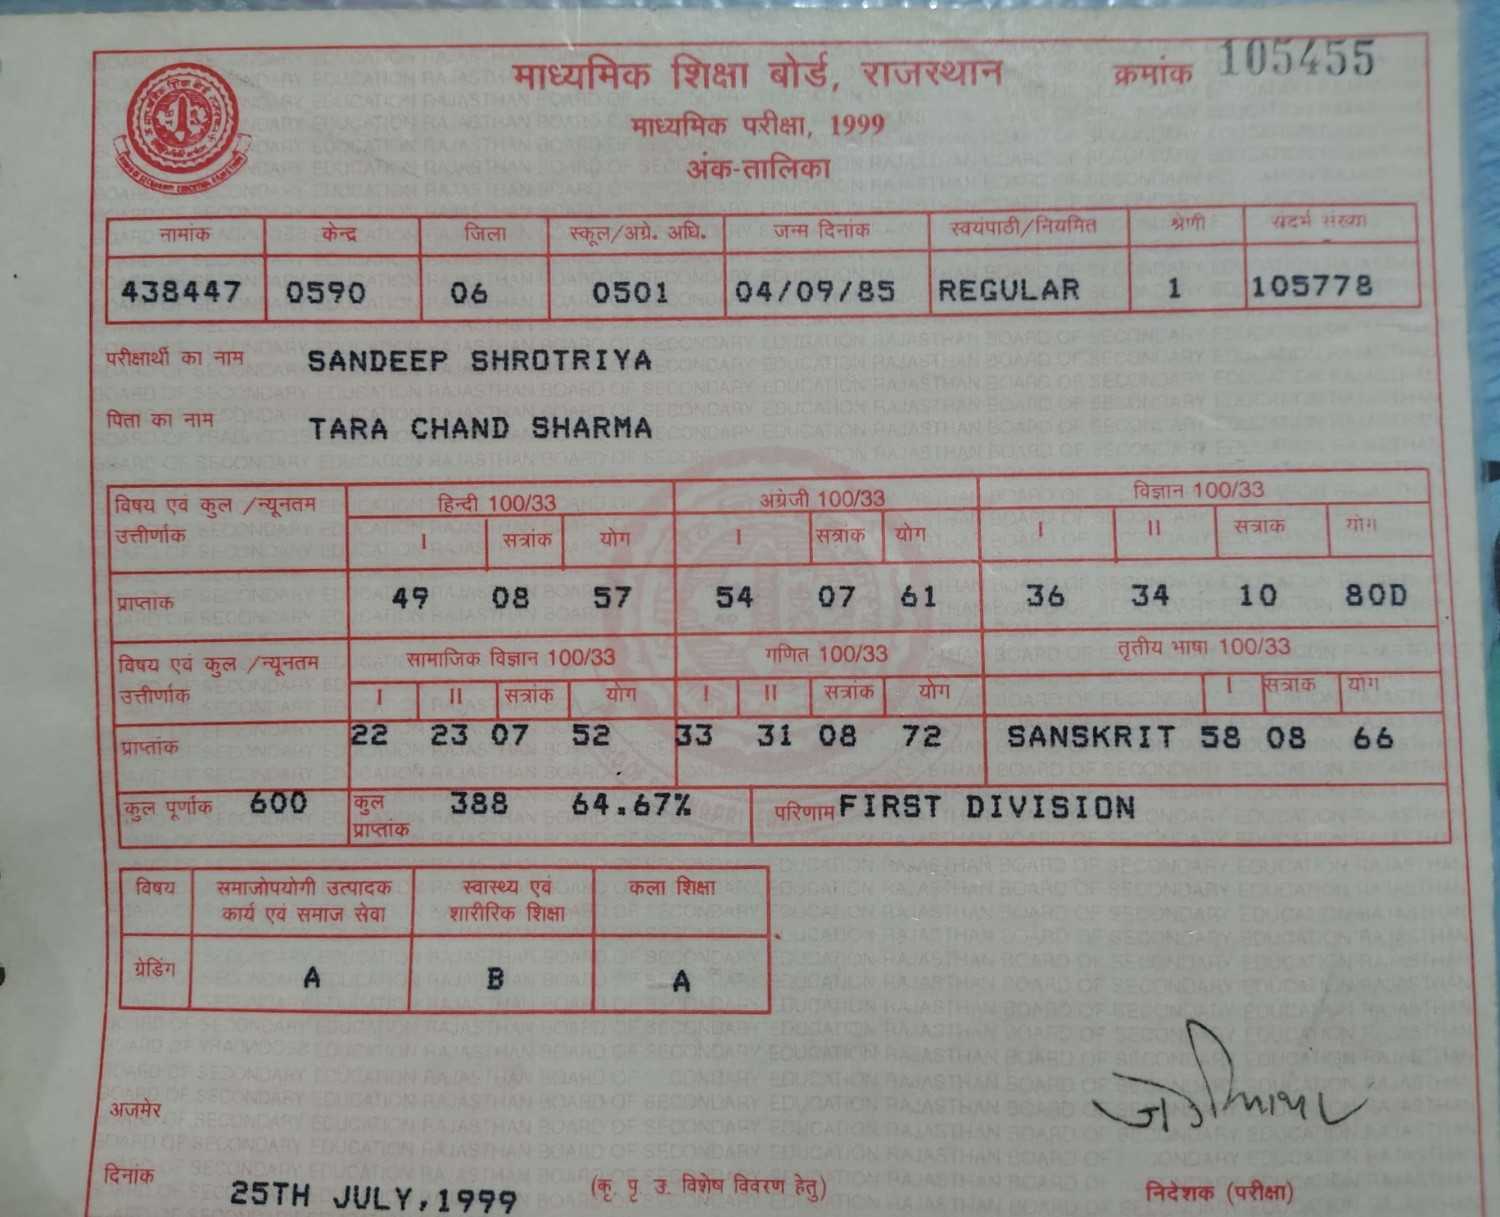 माध्यमिक शिक्षा बोर्ड, राजस्थान क्रमांक 105455
माध्यमिक परीक्षा, 1999
अंक-तालिका
नामांक केन्द्र जिला स्कूल/अग्रे. अधि. जन्म दिनांक स्वयंपाठी/नियमित श्रेणी संदर्भ संख्या
438447 0590 06 0501 04/09/85 REGULAR 1 105778
परीक्षार्थी का नाम SANDEEP SHROTRIYA
पिता का नाम TARA CHAND SHARMA
विषय एवं कुल /न्यूनतम हिन्दी 100/33 अंग्रेजी 100/33 विज्ञान 100/33
उत्तीर्णांक I सत्रांक योग I सत्रांक योग I II सत्रांक योग
प्राप्तांक 49 08 57 54 07 61 36 34 10 80D
विषय एवं कुल /न्यूनतम सामाजिक विज्ञान 100/33 गणित 100/33 तृतीय भाषा 100/33
उत्तीर्णांक I II सत्रांक योग I II सत्रांक योग I सत्रांक योग
प्राप्तांक 22 23 07 52 33 31 08 72 SANSKRIT 58 08 66
कुल पूर्णांक 600 कुल प्राप्तांक 388 64.67% परिणाम FIRST DIVISION
विषय समाजोपयोगी उत्पादक स्वास्थ्य एवं कला शिक्षा
कार्य एवं समाज सेवा शारीरिक शिक्षा
ग्रेडिंग A B A
अजमेर
दिनांक 25TH JULY,1999 (कृ. पृ. उ. विशेष विवरण हेतु) निदेशक (परीक्षा)